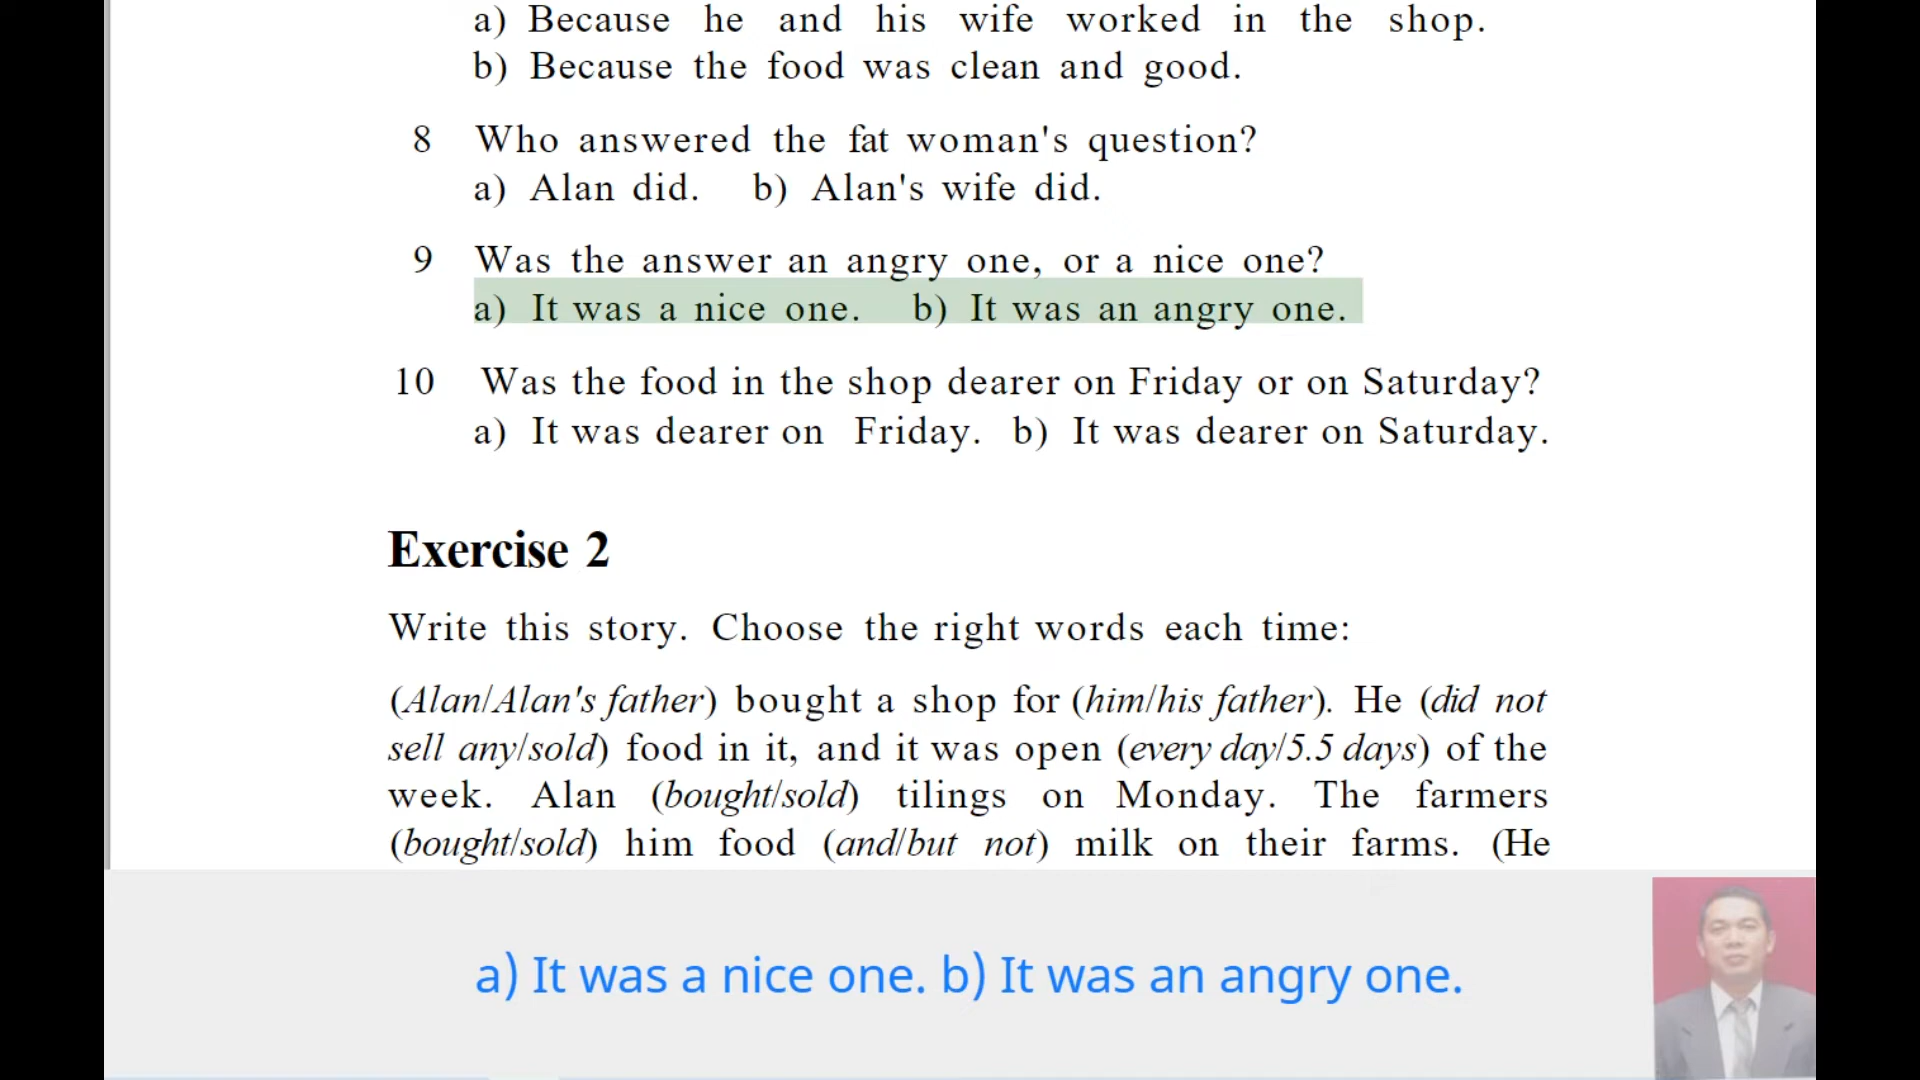 a) Because he and his wife worked in the shop.
b) Because the food was clean and good.
8 Who answered the fat woman's question?
a) Alan did. b) Alan's wife did.
9 Was the answer an angry one, or a nice one?
a) It was a nice one. b) It was an angry one.
10 Was the food in the shop dearer on Friday or on Saturday?
a) It was dearer on Friday. b) It was dearer on Saturday.
Exercise 2
Write this story. Choose the right words each time:
(Alan/Alan's father) bought a shop for (him/his father). He (did not
sell any/sold) food in it, and it was open (every day/5.5 days) of the
week. Alan (bought/sold) tilings on Monday. The farmers
(bought/sold) him food (and/but not) milk on their farms. (He
a) It was a nice one. b) It was an angry one.